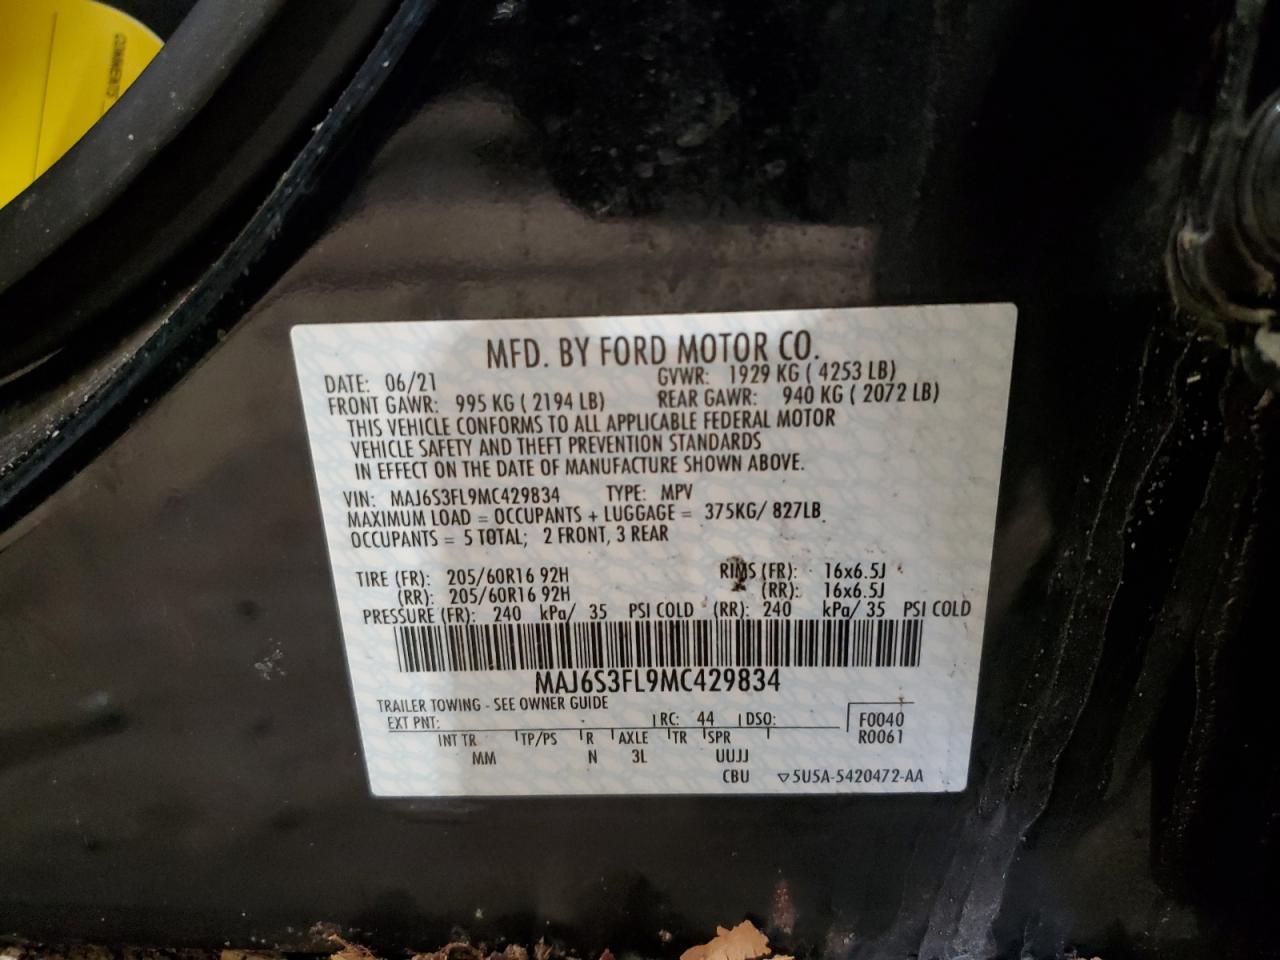 MFD. BY FORD MOTOR CO.
DATE: 06/21 GVWR: 1929 KG ( 4253 LB)
FRONT GAWR: 995 KG ( 2194 LB) REAR GAWR: 940 KG ( 2072 LB)
THIS VEHICLE CONFORMS TO ALL APPLICABLE FEDERAL MOTOR
VEHICLE SAFETY AND THEFT PREVENTION STANDARDS
IN EFFECT ON THE DATE OF MANUFACTURE SHOWN ABOVE.
VIN: MAJ6S3FL9MC429834 TYPE: MPV
MAXIMUM LOAD = OCCUPANTS + LUGGAGE = 375KG/ 827LB
OCCUPANTS = 5 TOTAL; 2 FRONT, 3 REAR
TIRE (FR): 205/60R16 92H RIMS (FR): 16x6.5J
(RR): 205/60R16 92H (RR): 16x6.5J
PRESSURE (FR): 240 kPa/ 35 PSI COLD (RR): 240 kPa/ 35 PSI COLD
MAJ6S3FL9MC429834
TRAILER TOWING - SEE OWNER GUIDE
EXT PNT: RC: 44 DSO: F0040
INT TR TP/PS R AXLE TR SPR R0061
MM N 3L UUJJ
CBU ▽5U5A-5420472-AA